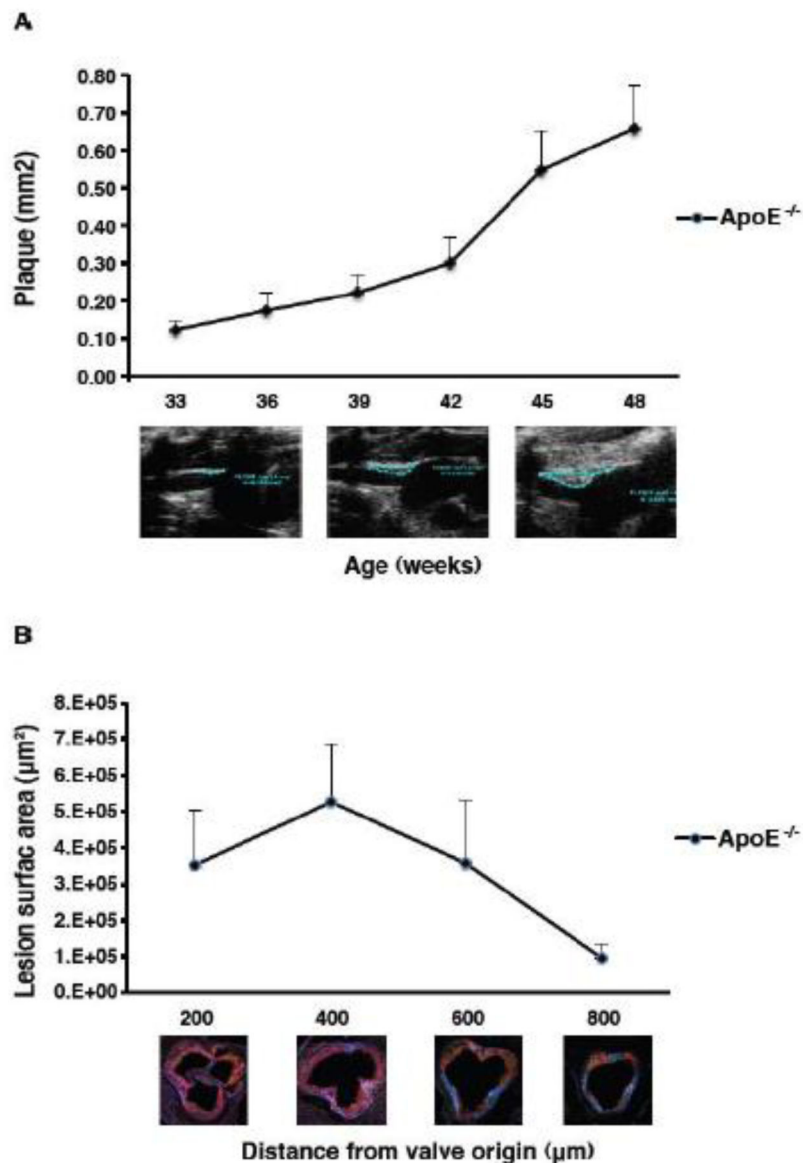 A
0.80
0.70
0.60
0.50
0.40
0.30
0.20
0.10
0.00
Plaque (mm2)
ApoE-/-
33 36 39 42 45 48
Age (weeks)
B
8.E+05
7.E+05
6.E+05
5.E+05
4.E+05
3.E+05
2.E+05
1.E+05
0.E+00
Lesion surfac area (µm²)
ApoE-/-
200 400 600 800
Distance from valve origin (µm)